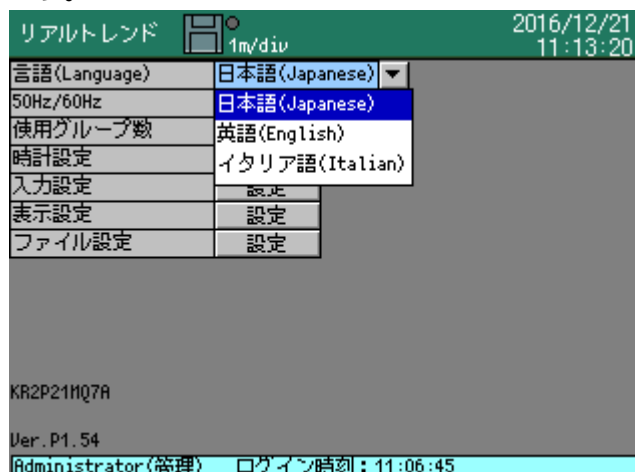 リアルトレンド 1m/div 2016/12/21
11:13:20
言語(Language) 日本語(Japanese)
50Hz/60Hz 日本語(Japanese)
使用グループ数 英語(English)
時計設定 イタリア語(Italian)
入力設定 設定
表示設定 設定
ファイル設定 設定
KR2P21MQ7A
Ver.P1.54
Administrator(管理) ログイン時刻：11:06:45